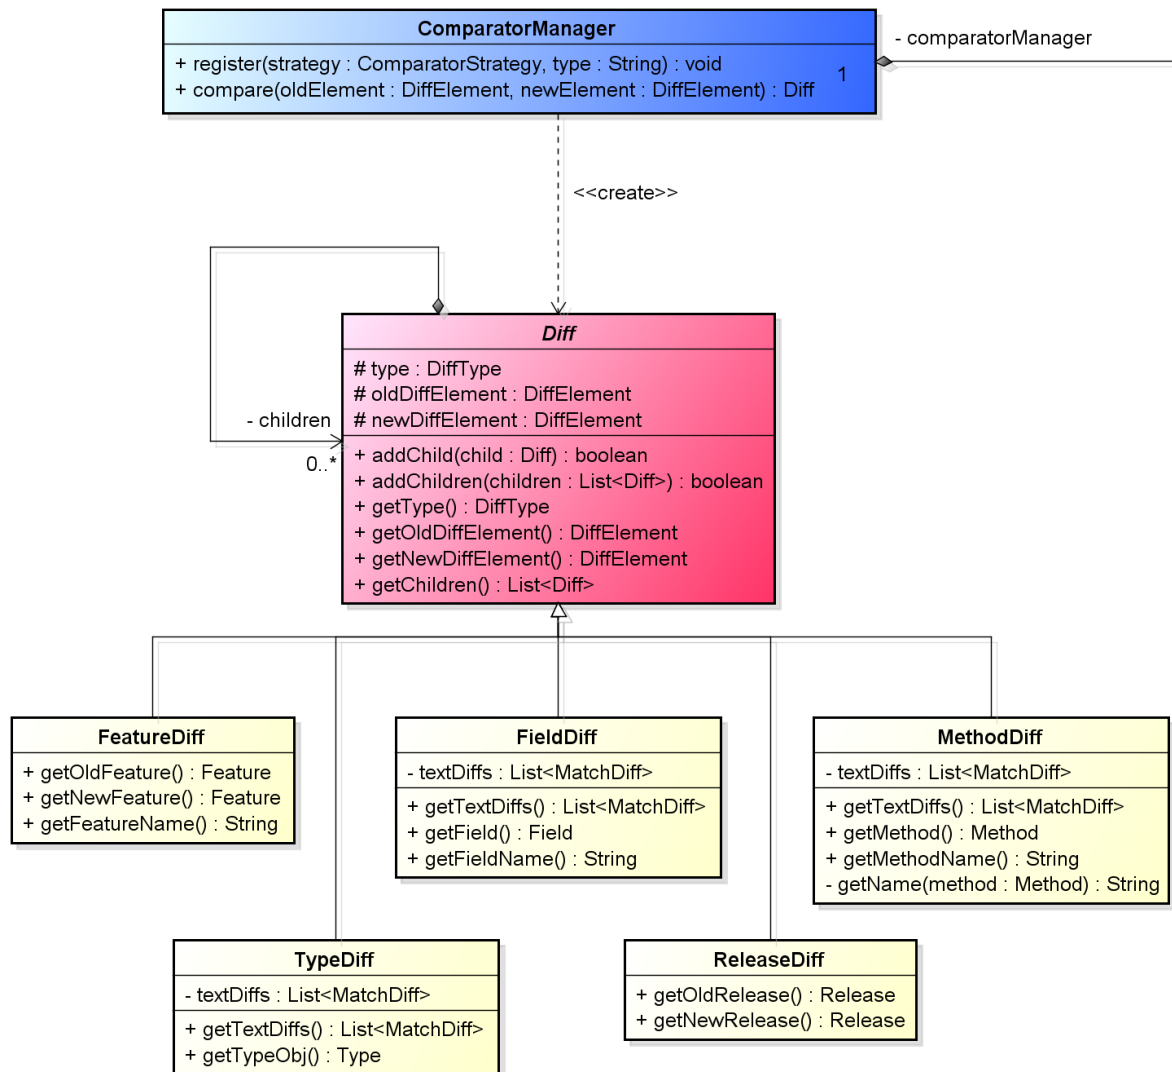 ComparatorManager
+ register(strategy : ComparatorStrategy, type : String) : void
+ compare(oldElement : DiffElement, newElement : DiffElement) : Diff
1
- comparatorManager
<<create>>
Diff
# type : DiffType
# oldDiffElement : DiffElement
# newDiffElement : DiffElement
- children
0..*
+ addChild(child : Diff) : boolean
+ addChildren(children : List<Diff>) : boolean
+ getType() : DiffType
+ getOldDiffElement() : DiffElement
+ getNewDiffElement() : DiffElement
+ getChildren() : List<Diff>
FeatureDiff
+ getOldFeature() : Feature
+ getNewFeature() : Feature
+ getFeatureName() : String
FieldDiff
- textDiffs : List<MatchDiff>
+ getTextDiffs() : List<MatchDiff>
+ getField() : Field
+ getFieldName() : String
MethodDiff
- textDiffs : List<MatchDiff>
+ getTextDiffs() : List<MatchDiff>
+ getMethod() : Method
+ getMethodName() : String
- getName(method : Method) : String
TypeDiff
- textDiffs : List<MatchDiff>
+ getTextDiffs() : List<MatchDiff>
+ getTypeObj() : Type
ReleaseDiff
+ getOldRelease() : Release
+ getNewRelease() : Release